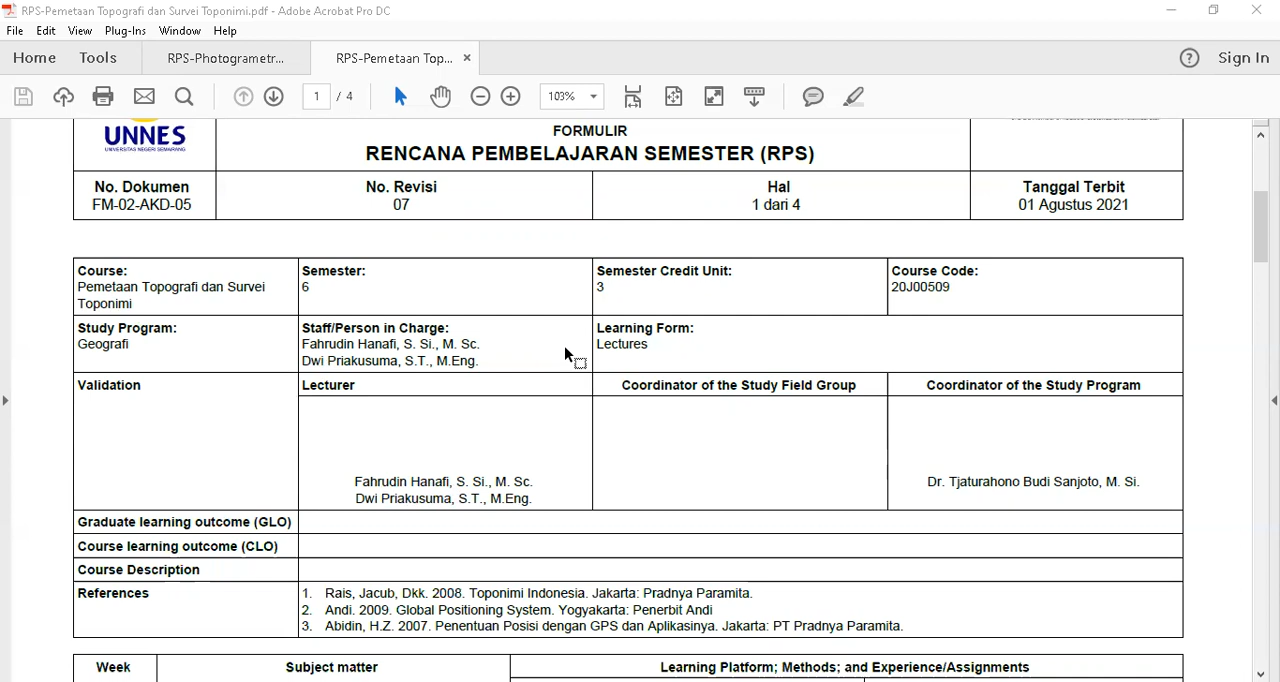 RPS-Pemetaan Topografi dan Survei Toponimi.pdf - Adobe Acrobat Pro DC
File Edit View Plug-Ins Window Help
Home Tools RPS-Photogrametr... RPS-Pemetaan Top... × ? Sign In
1 / 4 103%
UNNES
UNIVERSITAS NEGERI SEMARANG
FORMULIR
RENCANA PEMBELAJARAN SEMESTER (RPS)
No. Dokumen No. Revisi Hal Tanggal Terbit
FM-02-AKD-05 07 1 dari 4 01 Agustus 2021
Course: Semester: Semester Credit Unit: Course Code:
Pemetaan Topografi dan Survei 6 3 20J00509
Toponimi
Study Program: Staff/Person in Charge: Learning Form:
Geografi Fahrudin Hanafi, S. Si., M. Sc. Lectures
Dwi Priakusuma, S.T., M.Eng.
Validation Lecturer Coordinator of the Study Field Group Coordinator of the Study Program
Fahrudin Hanafi, S. Si., M. Sc. Dr. Tjaturahono Budi Sanjoto, M. Si.
Dwi Priakusuma, S.T., M.Eng.
Graduate learning outcome (GLO)
Course learning outcome (CLO)
Course Description
References 1. Rais, Jacub, Dkk. 2008. Toponimi Indonesia. Jakarta: Pradnya Paramita.
2. Andi. 2009. Global Positioning System. Yogyakarta: Penerbit Andi
3. Abidin, H.Z. 2007. Penentuan Posisi dengan GPS dan Aplikasinya. Jakarta: PT Pradnya Paramita.
Week Subject matter Learning Platform; Methods; and Experience/Assignments